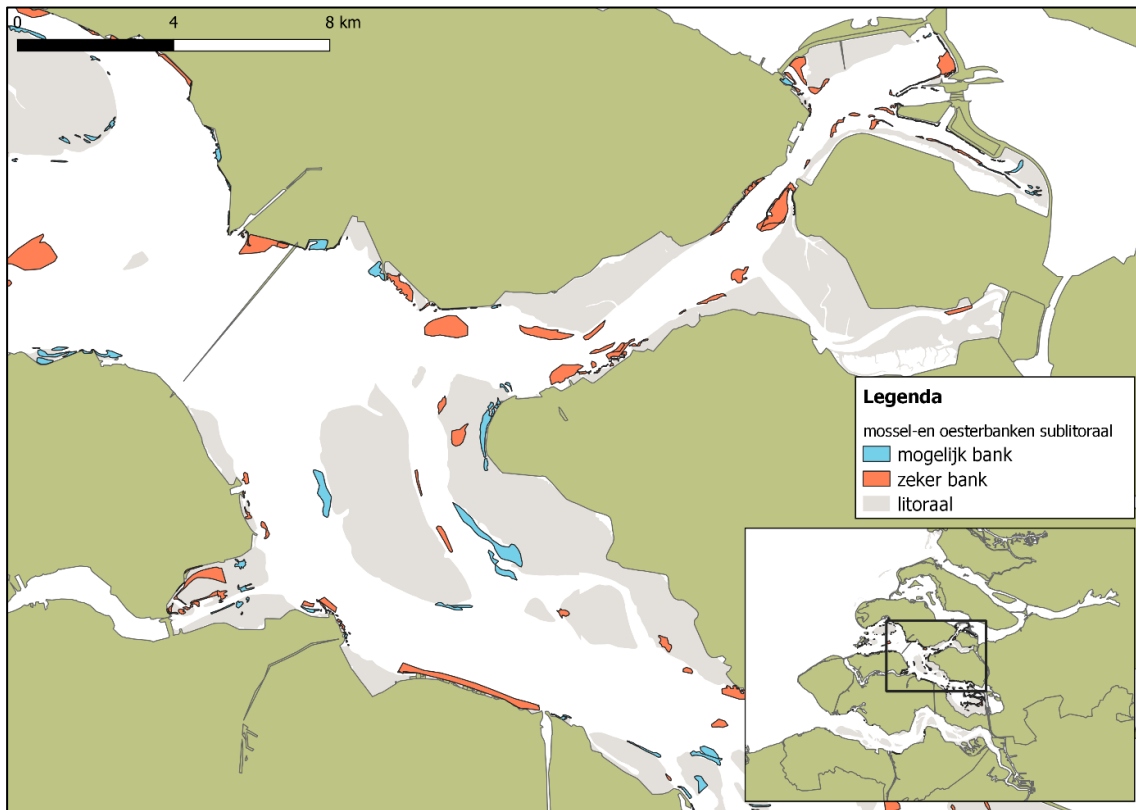 0 4 8 km
Legenda
mossel-en oesterbanken sublitoraal
mogelijk bank
zeker bank
litoraal